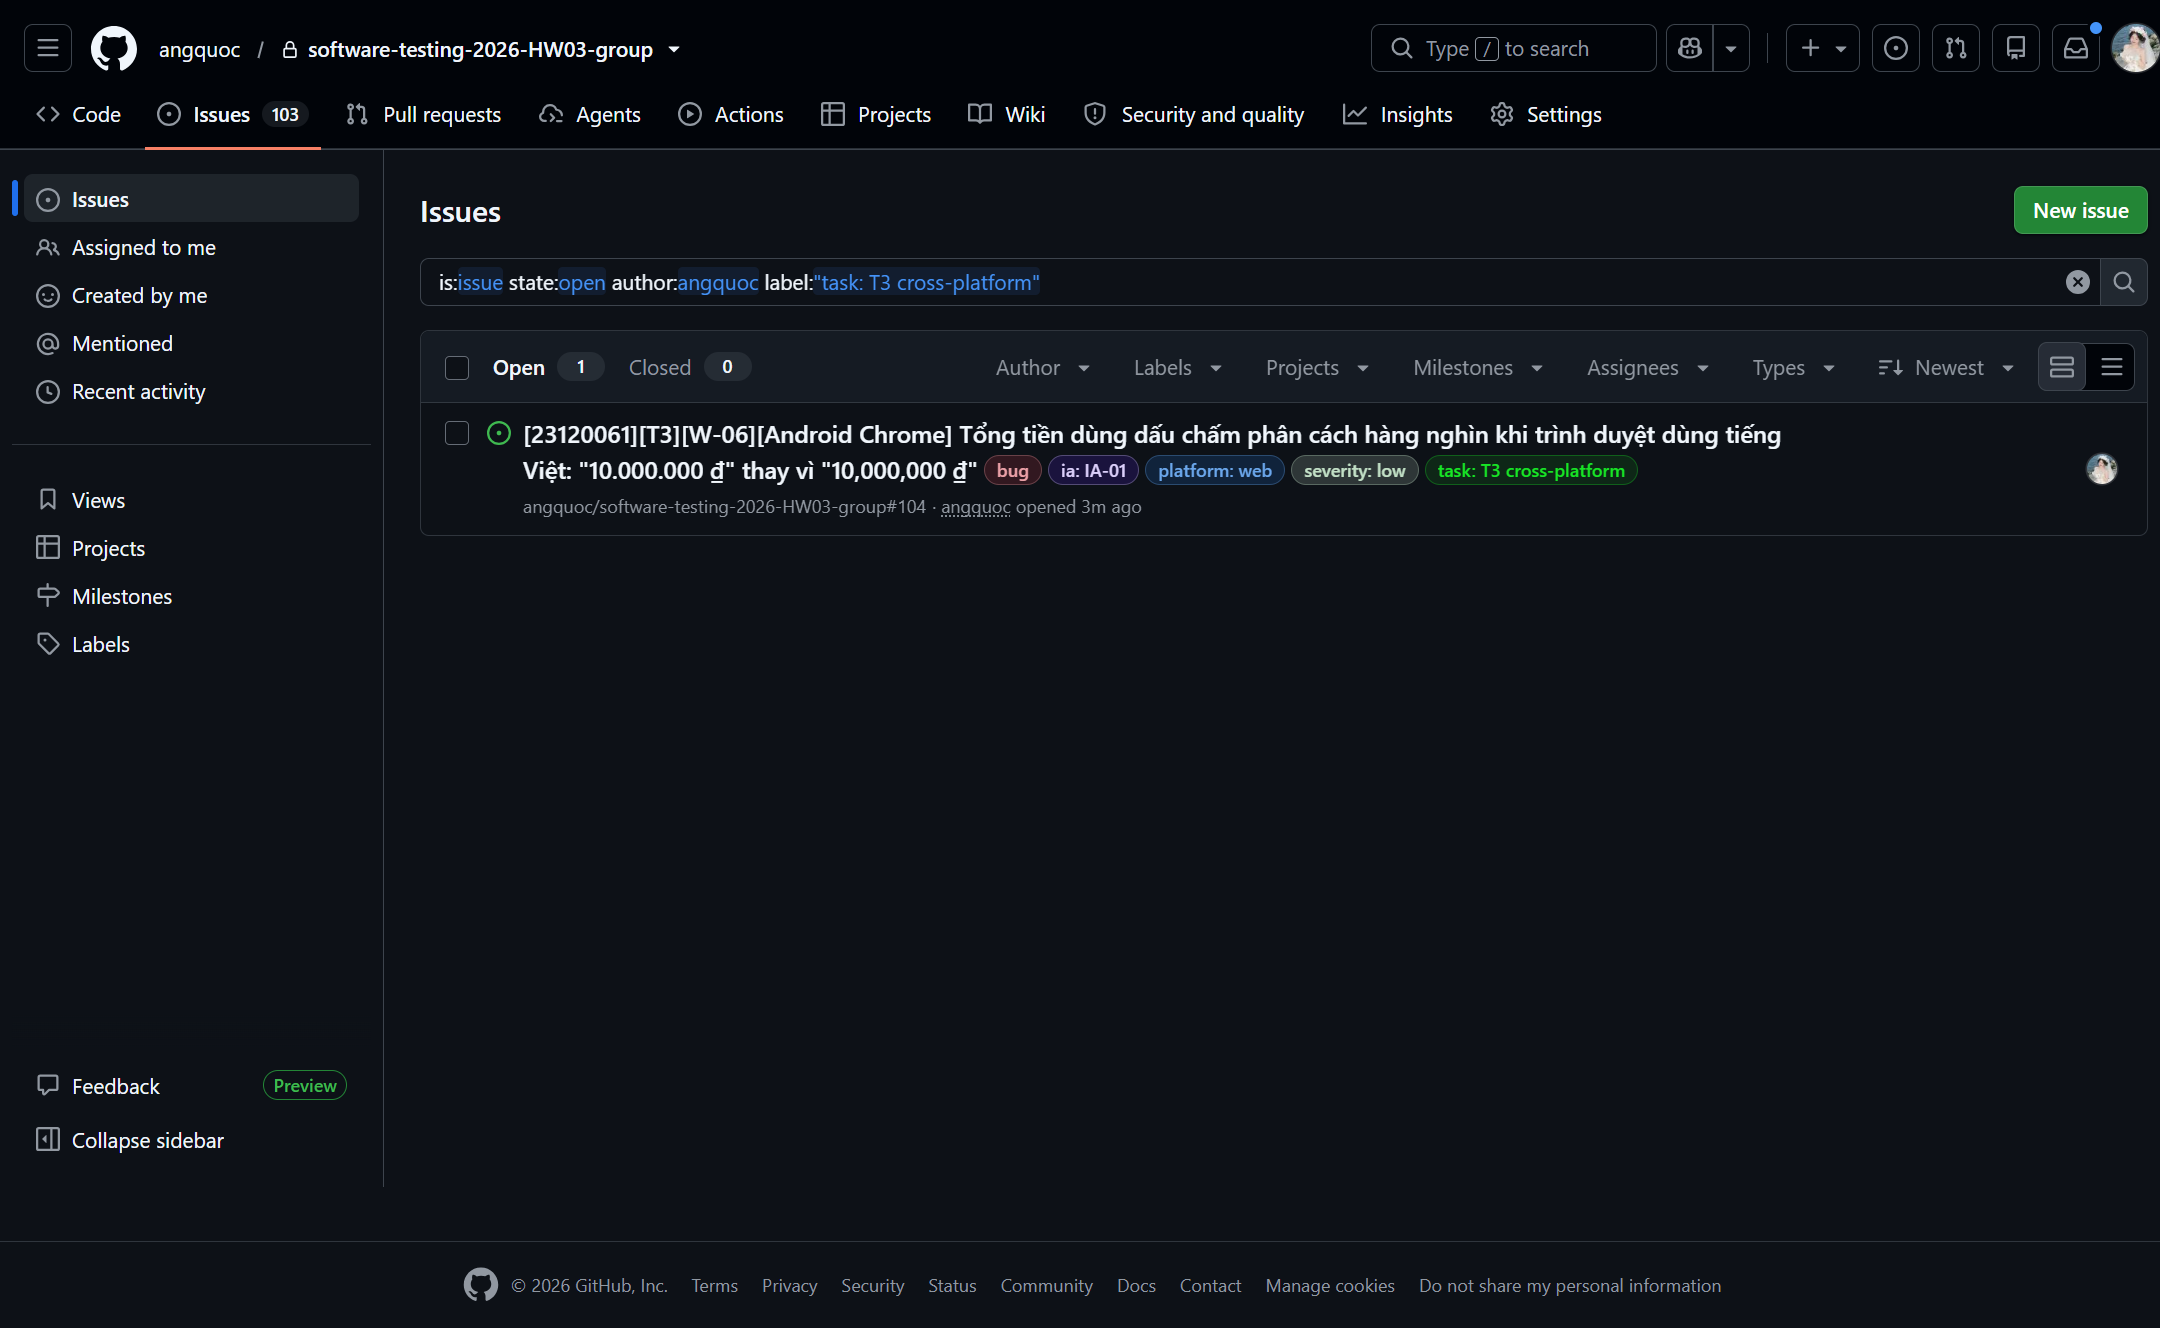 angquoc / software-testing-2026-HW03-group
Type / to search
Code
Issues 103
Pull requests
Agents
Actions
Projects
Wiki
Security and quality
Insights
Settings
Issues
Assigned to me
Created by me
Mentioned
Recent activity
Views
Projects
Milestones
Labels
Feedback Preview
Collapse sidebar
Issues
New issue
is:issue state:open author:angquoc label:"task: T3 cross-platform"
Open 1
Closed 0
Author
Labels
Projects
Milestones
Assignees
Types
Newest
[23120061][T3][W-06][Android Chrome] Tổng tiền dùng dấu chấm phân cách hàng nghìn khi trình duyệt dùng tiếng
Việt: "10.000.000 ₫" thay vì "10,000,000 ₫" bug ia: IA-01 platform: web severity: low task: T3 cross-platform
angquoc/software-testing-2026-HW03-group#104 · angquoc opened 3m ago
© 2026 GitHub, Inc. Terms Privacy Security Status Community Docs Contact Manage cookies Do not share my personal information